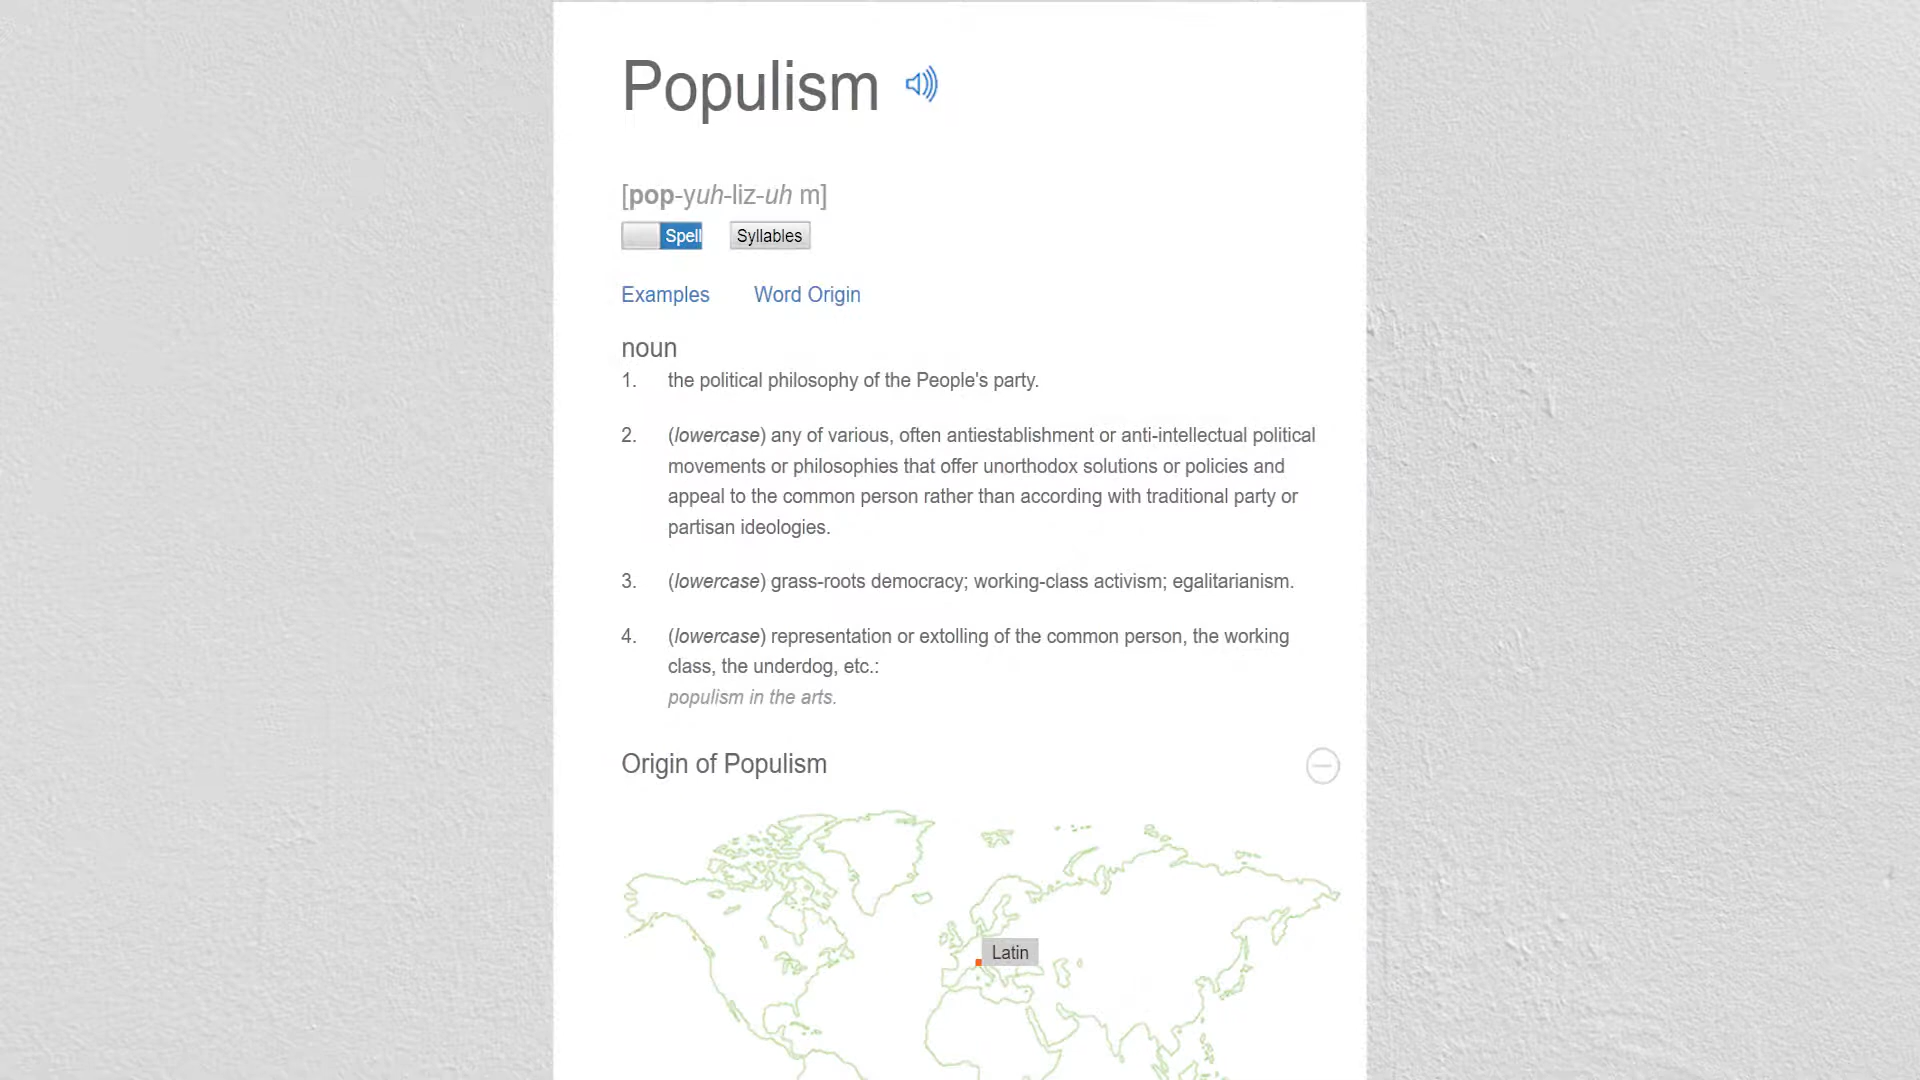 Populism
[pop-yuh-liz-uh m]
Spell
Syllables
Examples
Word Origin
noun
1. the political philosophy of the People's party.
2. (lowercase) any of various, often antiestablishment or anti-intellectual political
movements or philosophies that offer unorthodox solutions or policies and
appeal to the common person rather than according with traditional party or
partisan ideologies.
3. (lowercase) grass-roots democracy; working-class activism; egalitarianism.
4. (lowercase) representation or extolling of the common person, the working
class, the underdog, etc.:
populism in the arts.
Origin of Populism
Latin